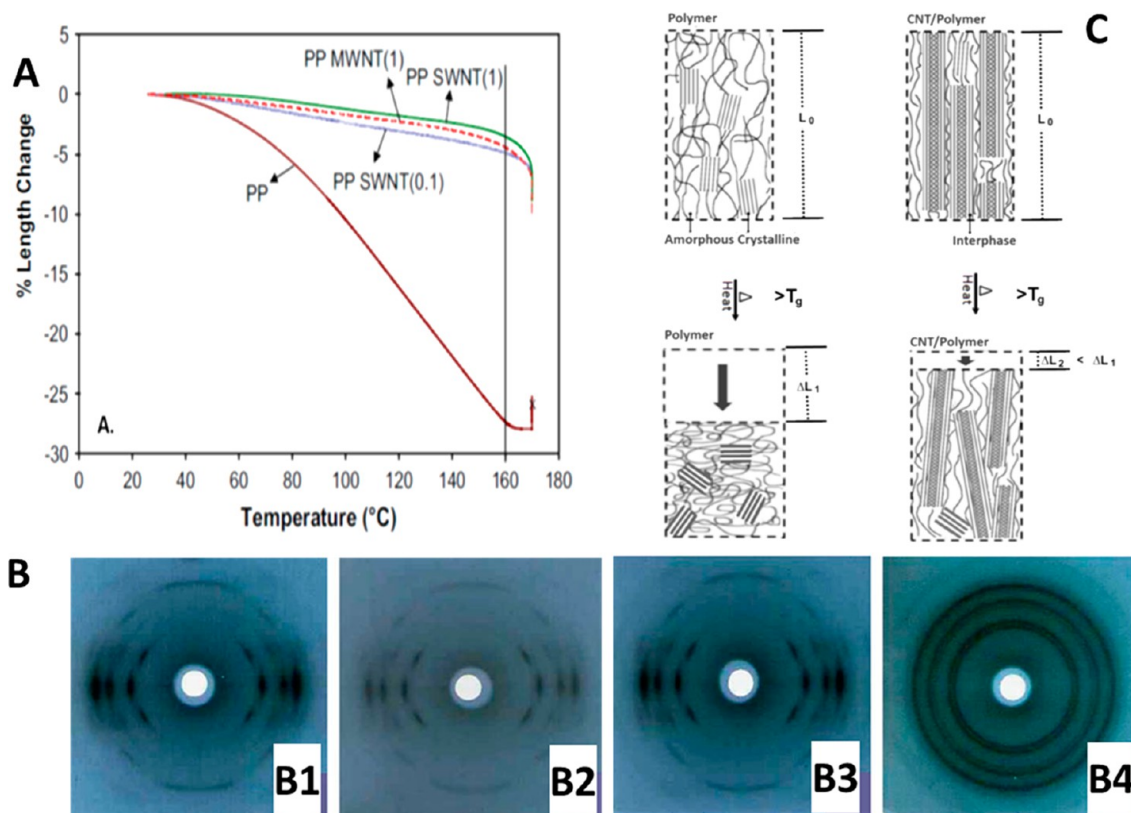 A
% Length Change
5
0
-5
-10
-15
-20
-25
-30
0 20 40 60 80 100 120 140 160 180
Temperature (°C)
PP MWNT(1)
PP SWNT(1)
PP SWNT(0.1)
PP
A.
C
Polymer
L0
Amorphous Crystalline
Heat
>Tg
Polymer
ΔL1
CNT/Polymer
L0
Interphase
Heat
>Tg
CNT/Polymer
ΔL2 < ΔL1
B
B1
B2
B3
B4